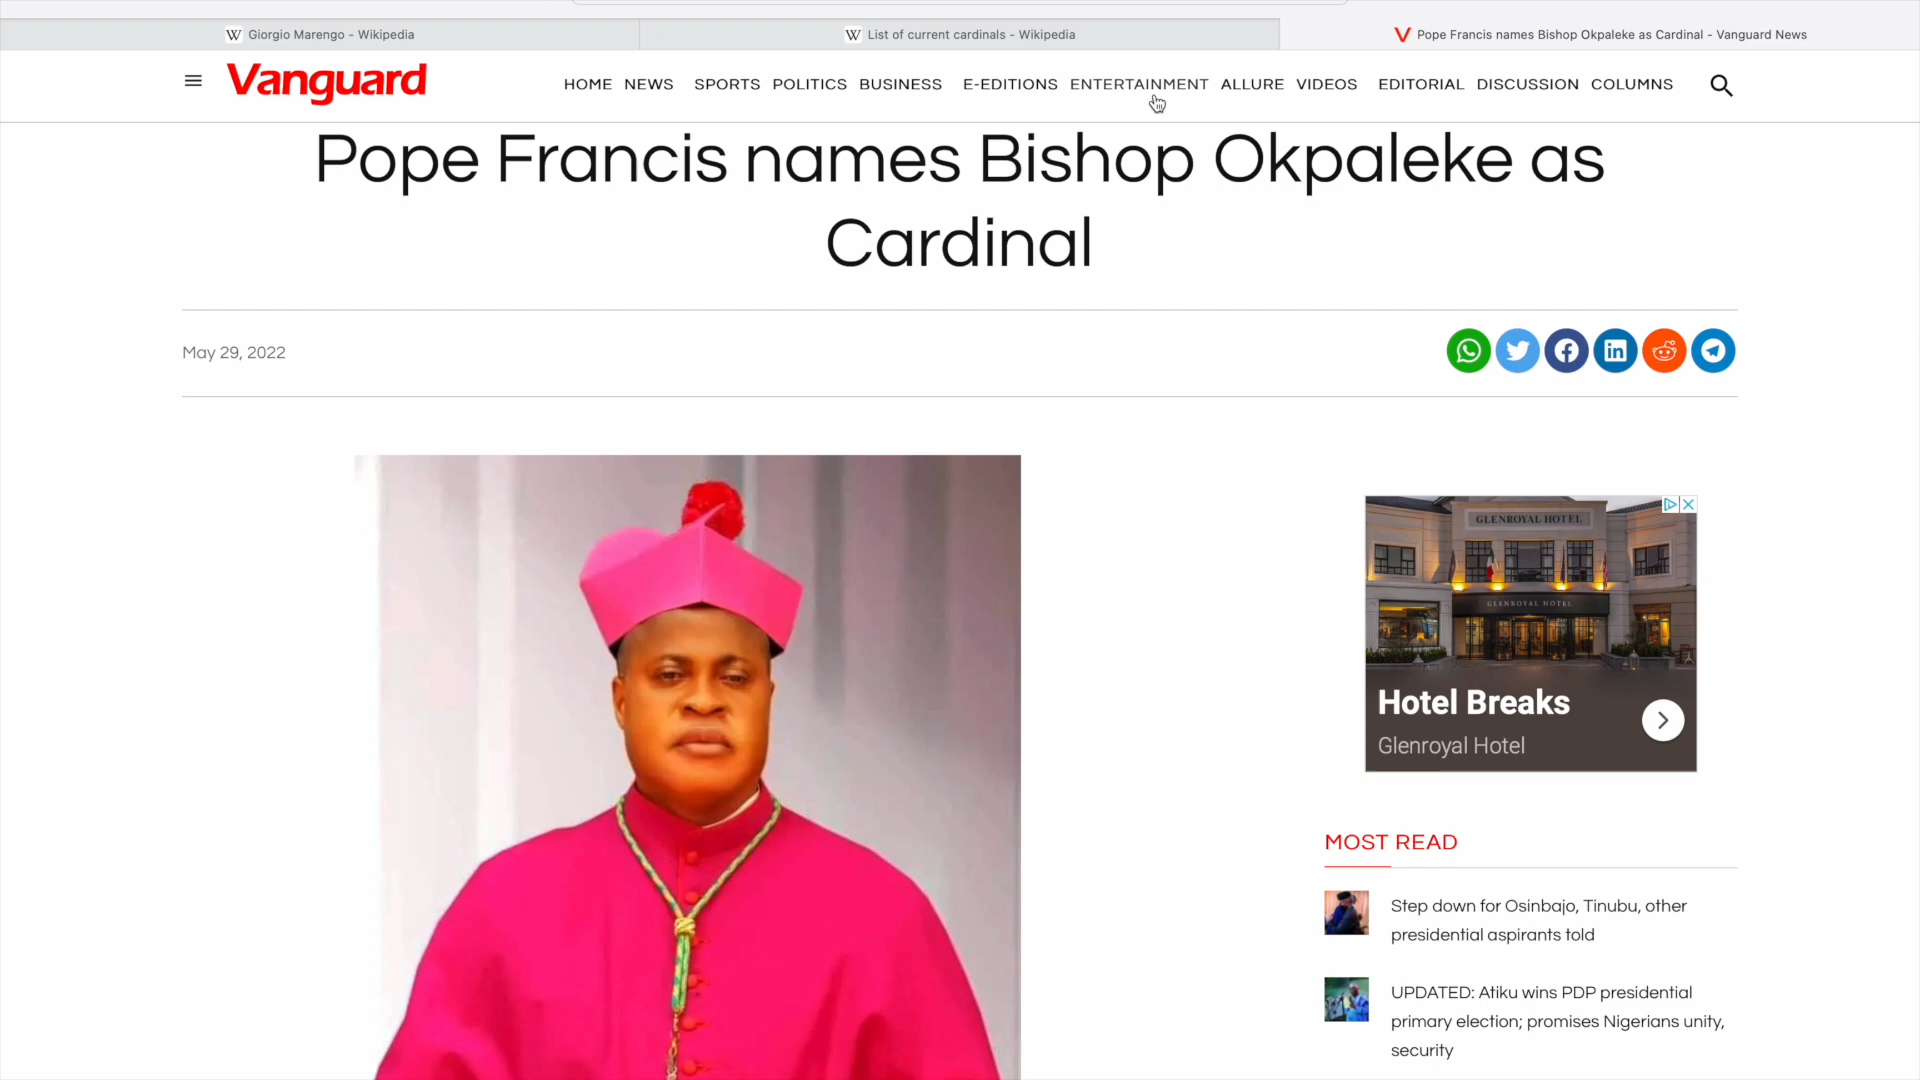 Giorgio Marengo - Wikipedia
List of current cardinals - Wikipedia
Pope Francis names Bishop Okpaleke as Cardinal - Vanguard News
Vanguard
HOME NEWS SPORTS POLITICS BUSINESS E-EDITIONS ENTERTAINMENT ALLURE VIDEOS EDITORIAL DISCUSSION COLUMNS
Pope Francis names Bishop Okpaleke as
Cardinal
May 29, 2022
GLENROYAL HOTEL
GLENROYAL HOTEL
Hotel Breaks
Glenroyal Hotel
MOST READ
Step down for Osinbajo, Tinubu, other
presidential aspirants told
UPDATED: Atiku wins PDP presidential
primary election; promises Nigerians unity,
security